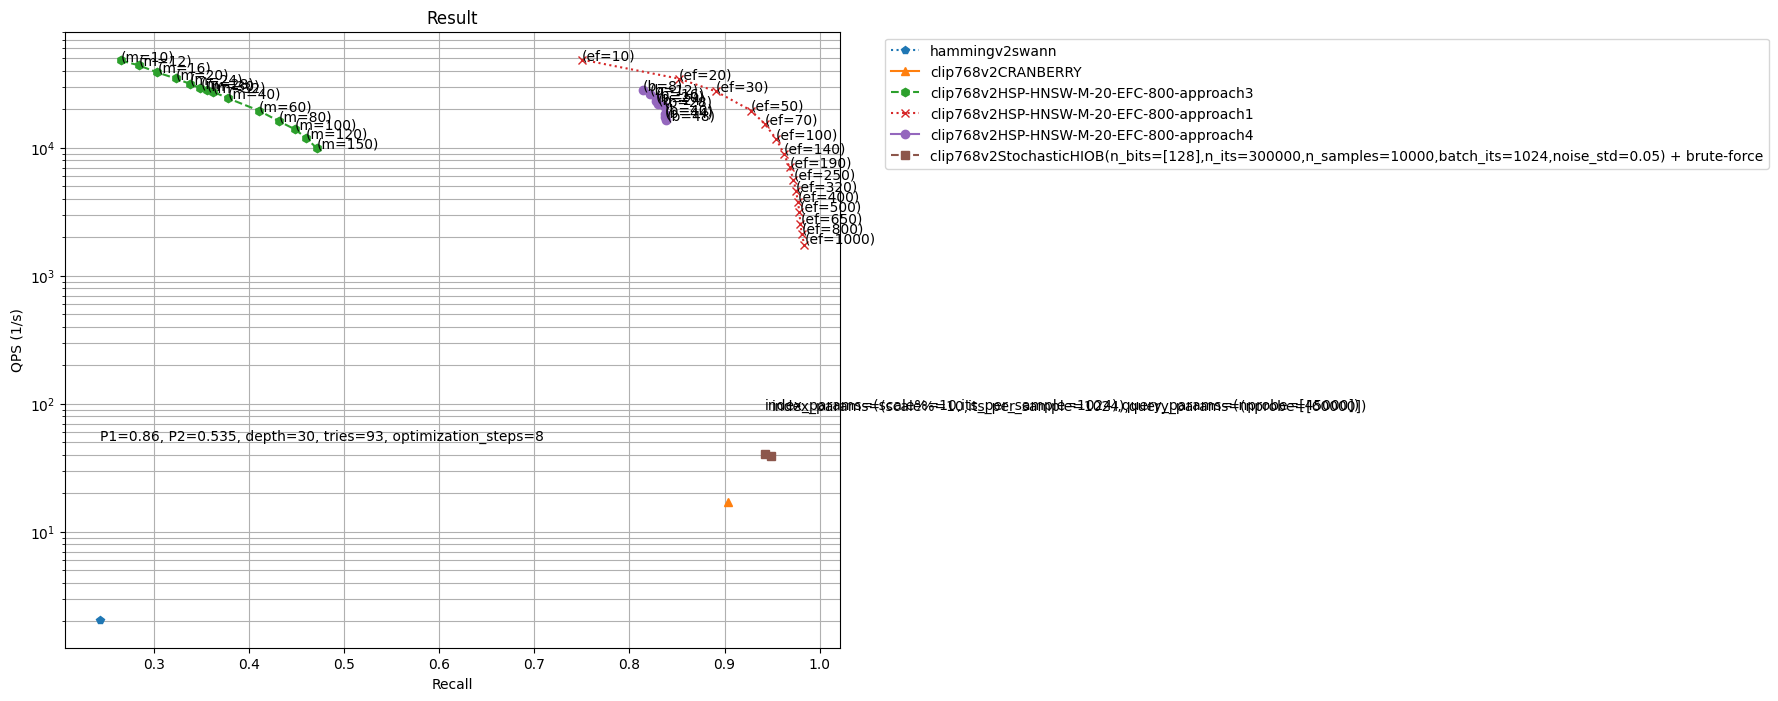 Result
hammingv2swann
clip768v2CRANBERRY
clip768v2HSP-HNSW-M-20-EFC-800-approach3
clip768v2HSP-HNSW-M-20-EFC-800-approach1
clip768v2HSP-HNSW-M-20-EFC-800-approach4
clip768v2StochasticHIOB(n_bits=[128],n_its=300000,n_samples=10000,batch_its=1024,noise_std=0.05) + brute-force
QPS (1/s)
10^4
10^3
10^2
10^1
(m=10)
(m=12)
(m=16)
(m=20)
(m=40)
(m=60)
(m=80)
(m=100)
(m=120)
(m=150)
(ef=10)
(ef=20)
(ef=30)
(ef=50)
(ef=70)
(ef=100)
(ef=140)
(ef=190)
(ef=250)
(ef=320)
(ef=400)
(ef=500)
(ef=650)
(ef=800)
(ef=1000)
(b=48)
P1=0.86, P2=0.535, depth=30, tries=93, optimization_steps=8
0.3 0.4 0.5 0.6 0.7 0.8 0.9 1.0
Recall